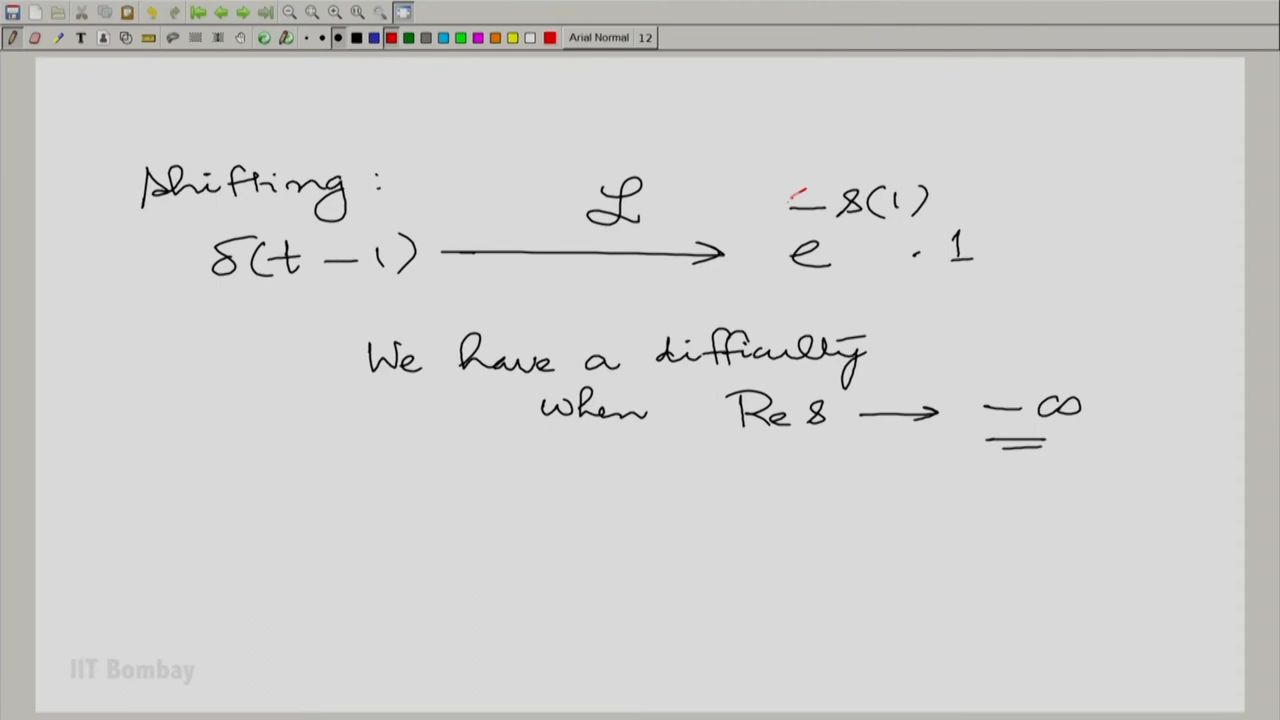 Arial Normal 12
Shifting :
δ(t − 1) ⟶ ℒ e^{−s(1)} · 1
We have a difficulty
when Re s ⟶ − ∞
IIT Bombay